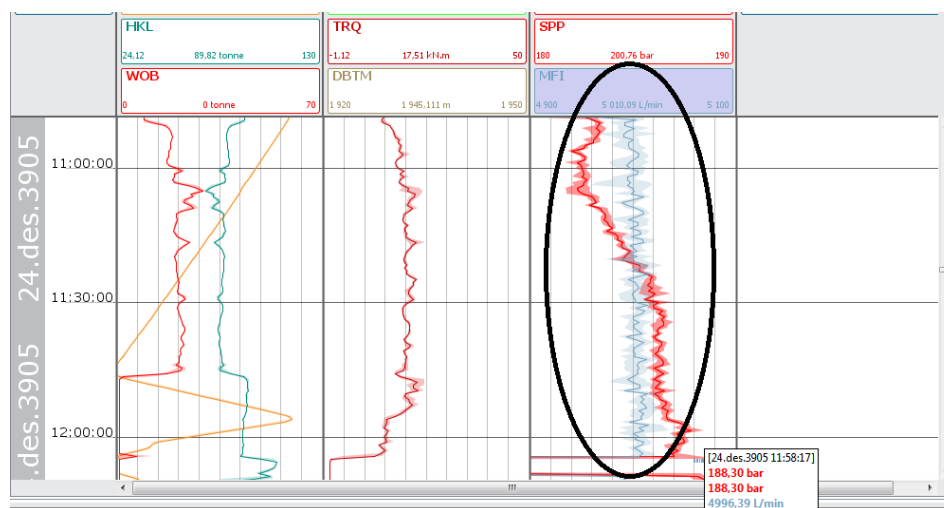 HKL
24,12 89,82 tonne 130
TRQ
-1,12 17,51 kN.m 50
SPP
180 200,76 bar 190
WOB
0 0 tonne 70
DBTM
1 920 1 945,111 m 1 950
MFI
4 900 5 010,09 L/min 5 100
24.des.3905
11:00:00
11:30:00
.des.3905
12:00:00
[24.des.3905 11:58:17]
188,30 bar
188,30 bar
4996,39 L/min